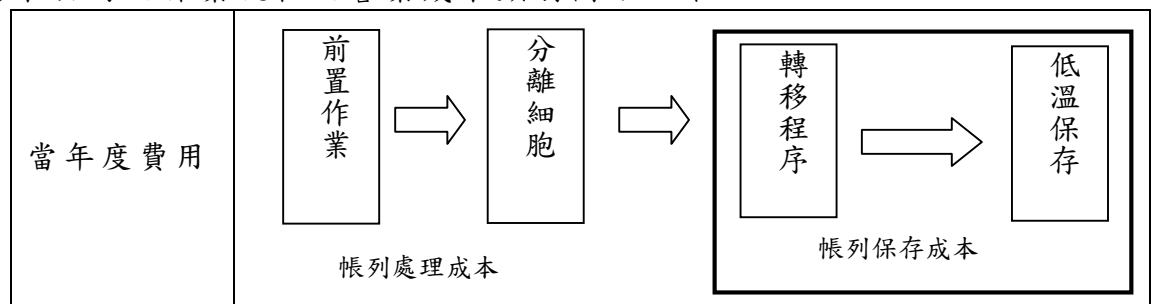 當年度費用
前置作業
分離細胞
轉移程序
低溫保存
帳列處理成本
帳列保存成本